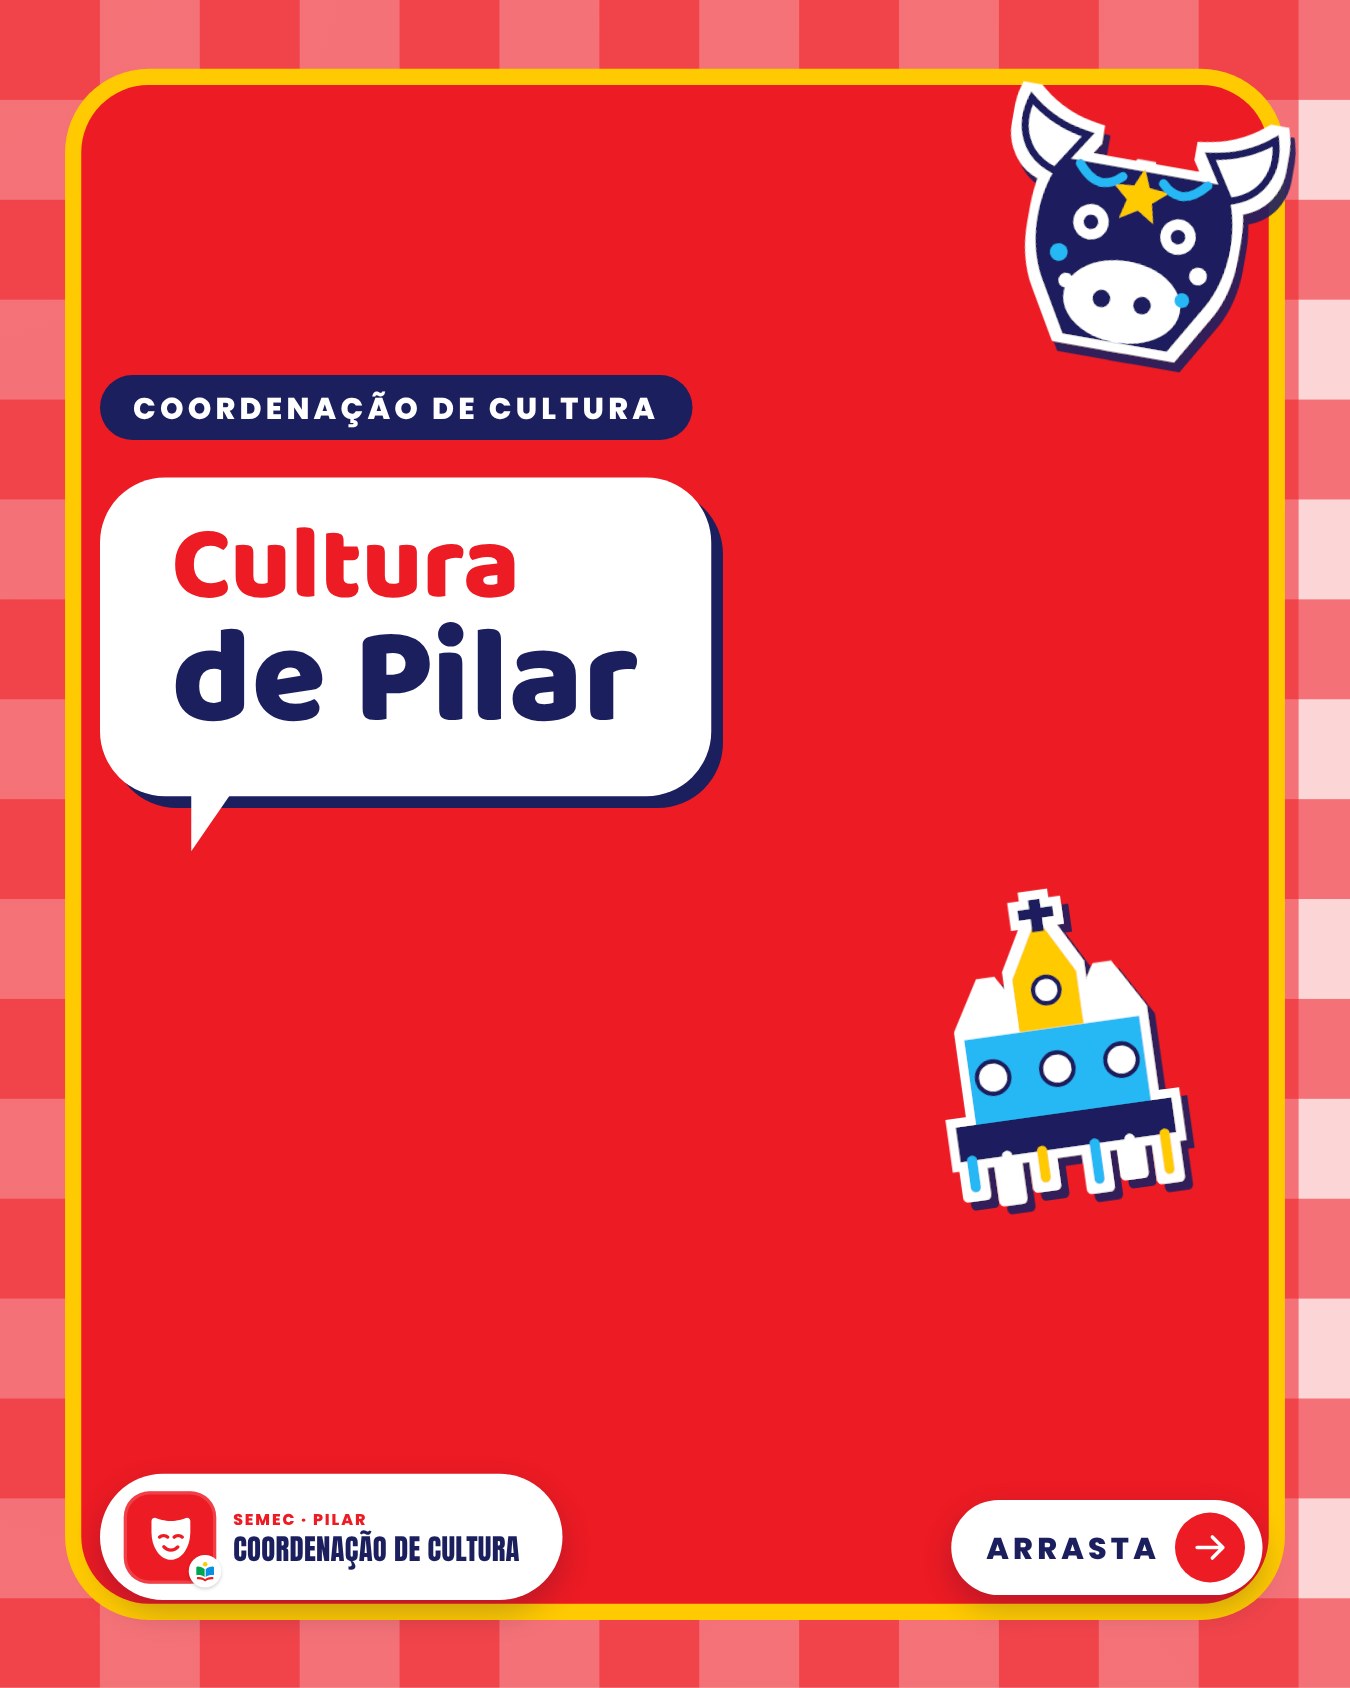 COORDENAÇÃO DE CULTURA
Cultura
de Pilar
SEMEC · PILAR
COORDENAÇÃO DE CULTURA
ARRASTA